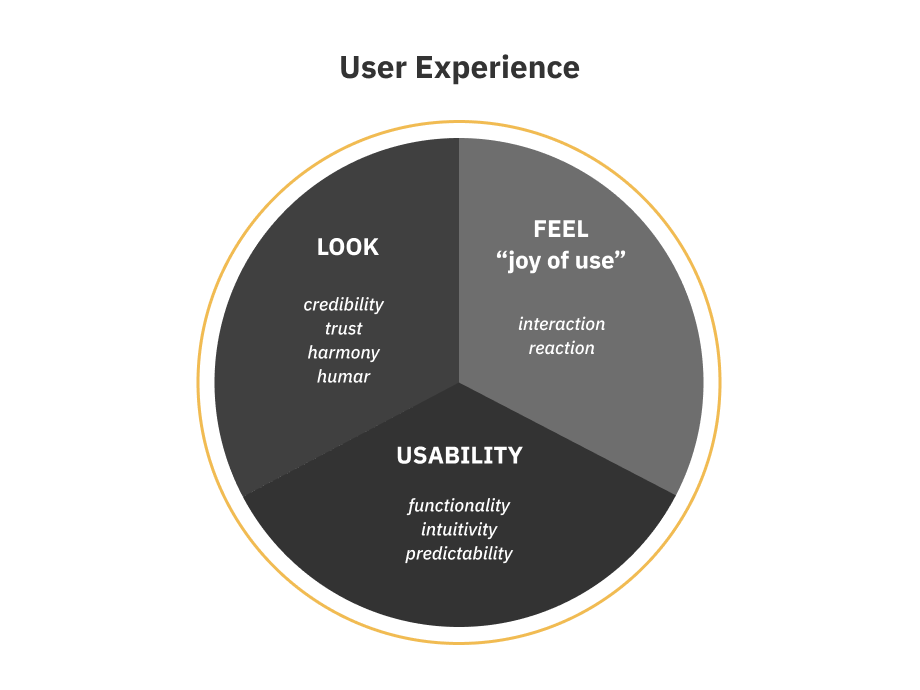 User Experience
LOOK
credibility
trust
harmony
humar
FEEL
“joy of use”
interaction
reaction
USABILITY
functionality
intuitivity
predictability